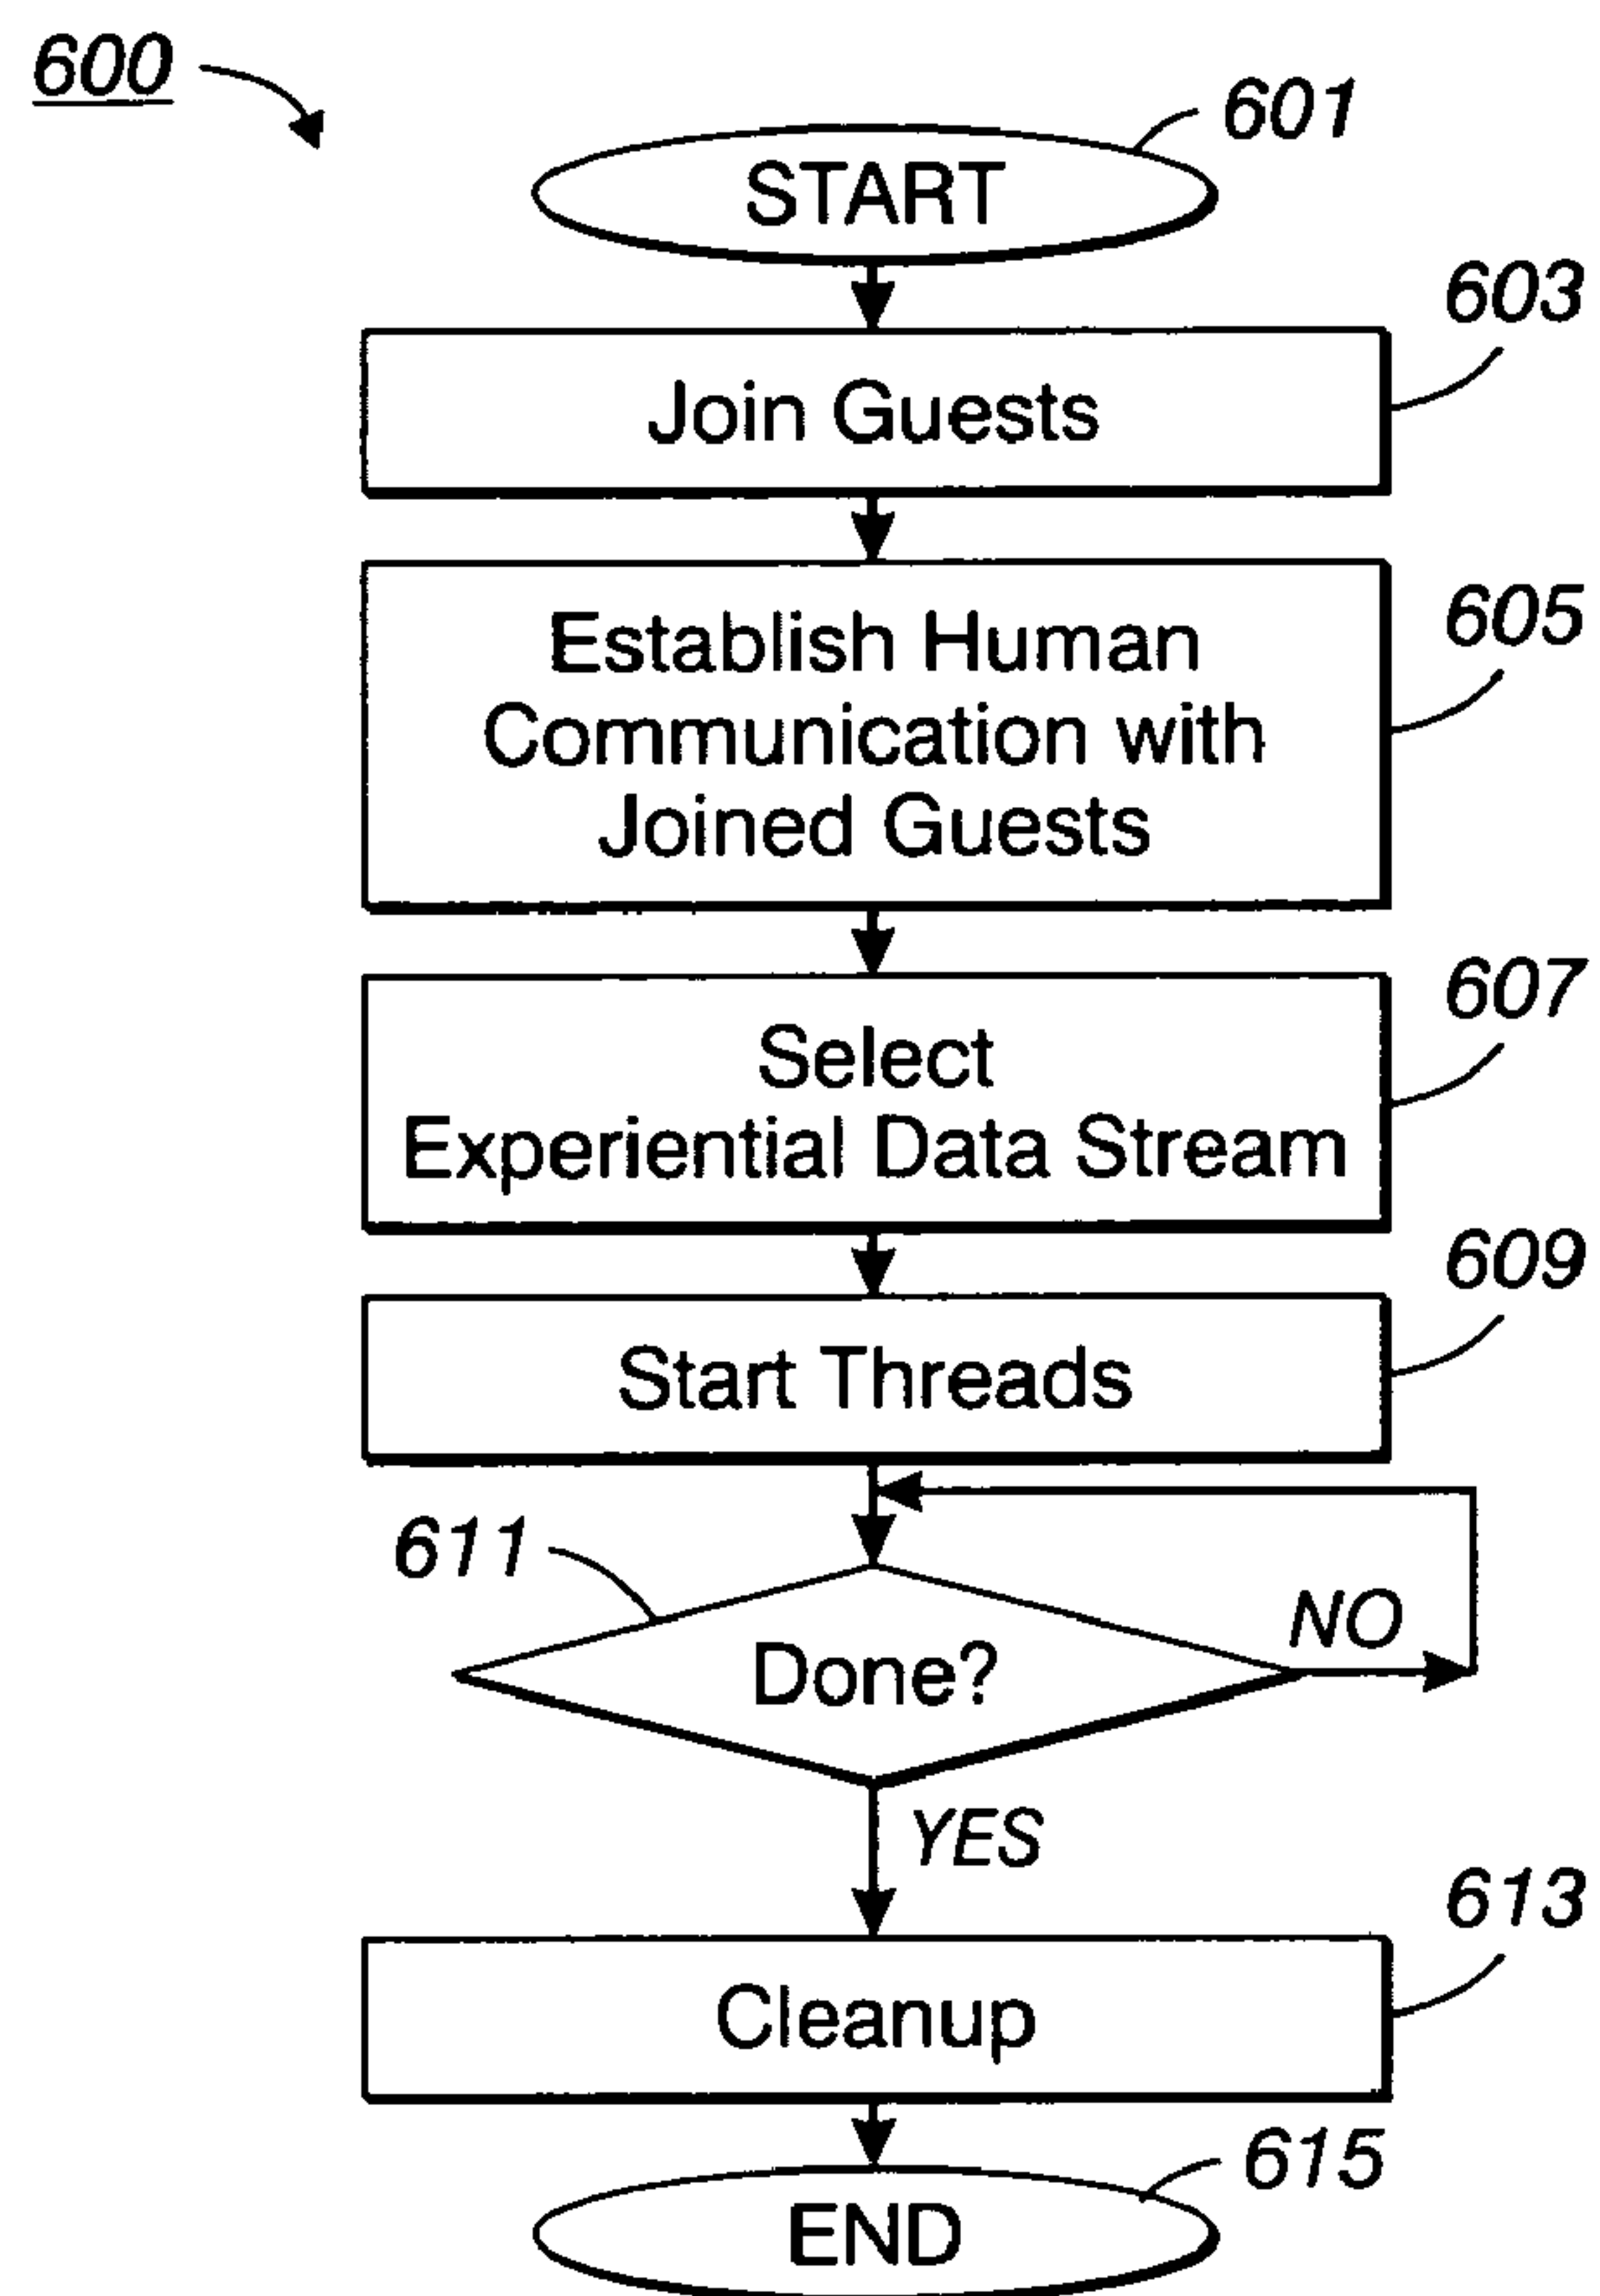 600
601
START
603
Join Guests
605
Establish Human
Communication with
Joined Guests
607
Select
Experiential Data Stream
609
Start Threads
611
NO
Done?
YES
613
Cleanup
615
END